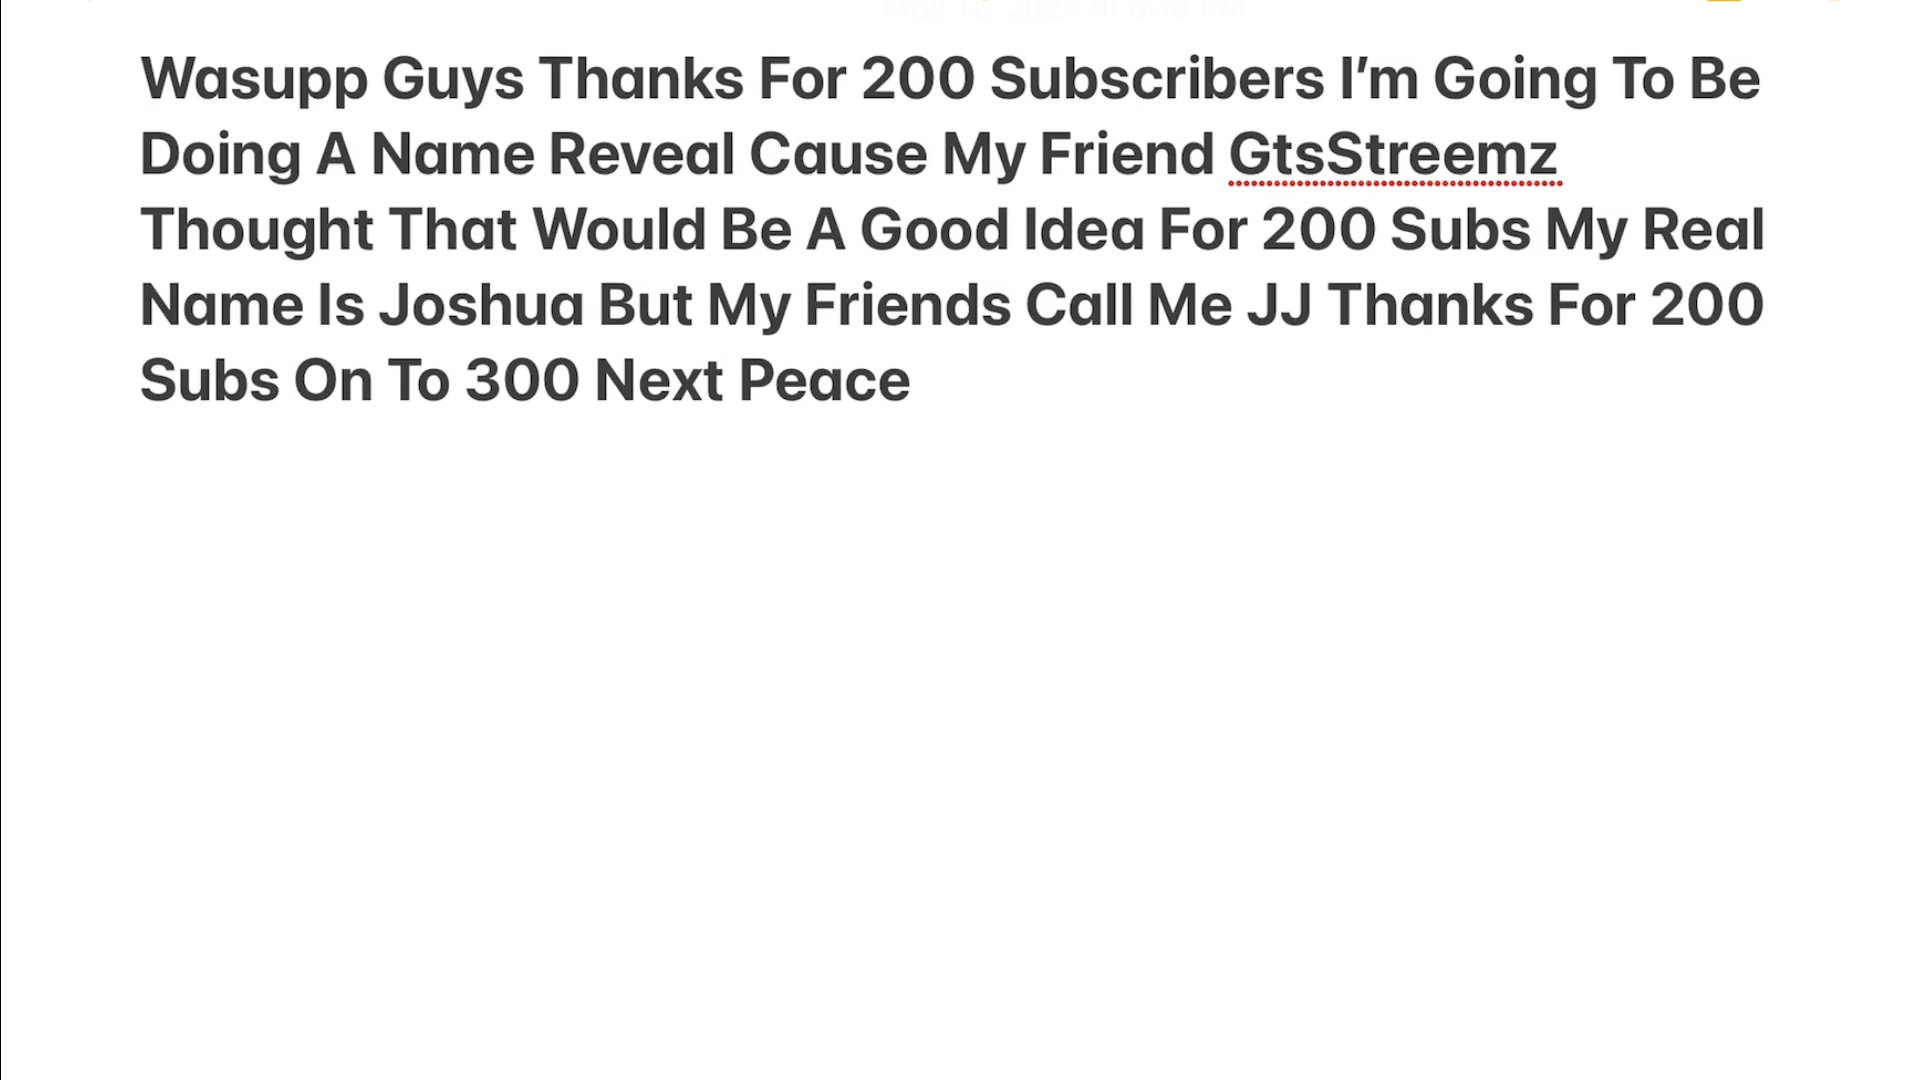 Wasupp Guys Thanks For 200 Subscribers I’m Going To Be
Doing A Name Reveal Cause My Friend GtsStreemz
Thought That Would Be A Good Idea For 200 Subs My Real
Name Is Joshua But My Friends Call Me JJ Thanks For 200
Subs On To 300 Next Peace